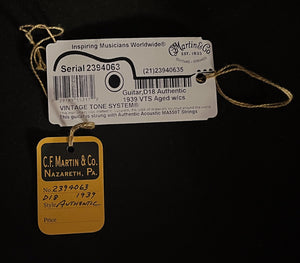 Inspiring Musicians Worldwide®
Martin & Co.
EST. 1833
Serial 2394063
(21)2394063S
Guitar, D18 Authentic
1939 VTS Aged w/cs
VINTAGE TONE SYSTEM®
This guitar is strung with Authentic Acoustic MA550T Strings
C.F. MARTIN & CO.
NAZARETH, PA.
No. 2394063
D18 1939
Style AUTHENTIC
Price